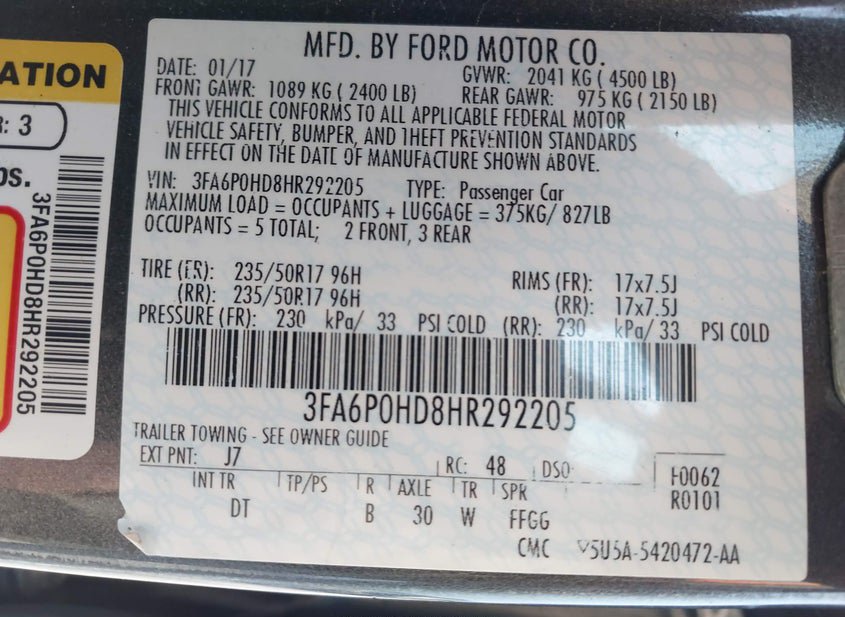 ATION
R: 3
bs.
3FA6P0HD8HR292205
MFD. BY FORD MOTOR CO.
DATE: 01/17 GVWR: 2041 KG ( 4500 LB)
FRONT GAWR: 1089 KG ( 2400 LB) REAR GAWR: 975 KG ( 2150 LB)
THIS VEHICLE CONFORMS TO ALL APPLICABLE FEDERAL MOTOR
VEHICLE SAFETY, BUMPER, AND THEFT PREVENTION STANDARDS
IN EFFECT ON THE DATE OF MANUFACTURE SHOWN ABOVE.
VIN: 3FA6P0HD8HR292205 TYPE: Passenger Car
MAXIMUM LOAD = OCCUPANTS + LUGGAGE = 375KG/ 827LB
OCCUPANTS = 5 TOTAL; 2 FRONT, 3 REAR
TIRE (FR): 235/50R17 96H RIMS (FR): 17x7.5J
(RR): 235/50R17 96H (RR): 17x7.5J
PRESSURE (FR): 230 kPa/ 33 PSI COLD (RR): 230 kPa/ 33 PSI COLD
3FA6P0HD8HR292205
TRAILER TOWING - SEE OWNER GUIDE
EXT PNT: J7 RC: 48 DSO: F0062
INT TR TP/PS R AXLE TR SPR R0101
DT B 30 W FFGG
CMC V5U5A-5420472-AA